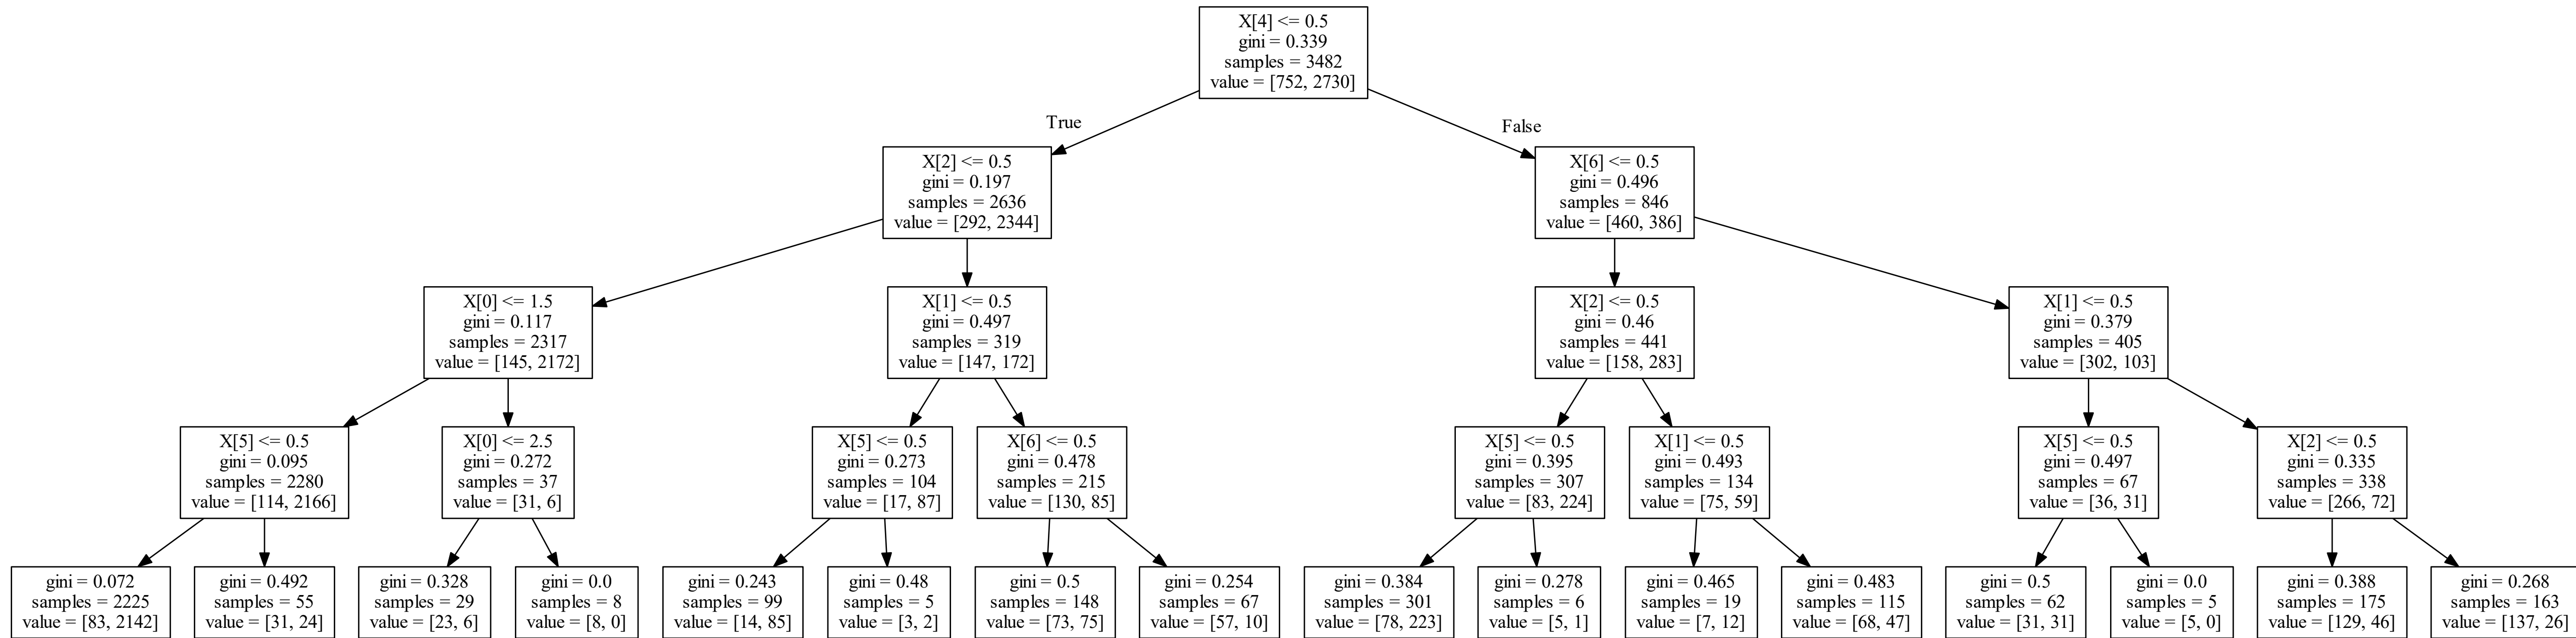 X[4] <= 0.5
gini = 0.339
samples = 3482
value = [752, 2730]
True
False
X[2] <= 0.5
gini = 0.197
samples = 2636
value = [292, 2344]
X[6] <= 0.5
gini = 0.496
samples = 846
value = [460, 386]
X[0] <= 1.5
gini = 0.117
samples = 2317
value = [145, 2172]
X[1] <= 0.5
gini = 0.497
samples = 319
value = [147, 172]
X[2] <= 0.5
gini = 0.46
samples = 441
value = [158, 283]
X[1] <= 0.5
gini = 0.379
samples = 405
value = [302, 103]
X[5] <= 0.5
gini = 0.095
samples = 2280
value = [114, 2166]
X[0] <= 2.5
gini = 0.272
samples = 37
value = [31, 6]
X[5] <= 0.5
gini = 0.273
samples = 104
value = [17, 87]
X[6] <= 0.5
gini = 0.478
samples = 215
value = [130, 85]
X[5] <= 0.5
gini = 0.395
samples = 307
value = [83, 224]
X[1] <= 0.5
gini = 0.493
samples = 134
value = [75, 59]
X[5] <= 0.5
gini = 0.497
samples = 67
value = [36, 31]
X[2] <= 0.5
gini = 0.335
samples = 338
value = [266, 72]
gini = 0.072
samples = 2225
value = [83, 2142]
gini = 0.492
samples = 55
value = [31, 24]
gini = 0.328
samples = 29
value = [23, 6]
gini = 0.0
samples = 8
value = [8, 0]
gini = 0.243
samples = 99
value = [14, 85]
gini = 0.48
samples = 5
value = [3, 2]
gini = 0.5
samples = 148
value = [73, 75]
gini = 0.254
samples = 67
value = [57, 10]
gini = 0.384
samples = 301
value = [78, 223]
gini = 0.278
samples = 6
value = [5, 1]
gini = 0.465
samples = 19
value = [7, 12]
gini = 0.483
samples = 115
value = [68, 47]
gini = 0.5
samples = 62
value = [31, 31]
gini = 0.0
samples = 5
value = [5, 0]
gini = 0.388
samples = 175
value = [129, 46]
gini = 0.268
samples = 163
value = [137, 26]